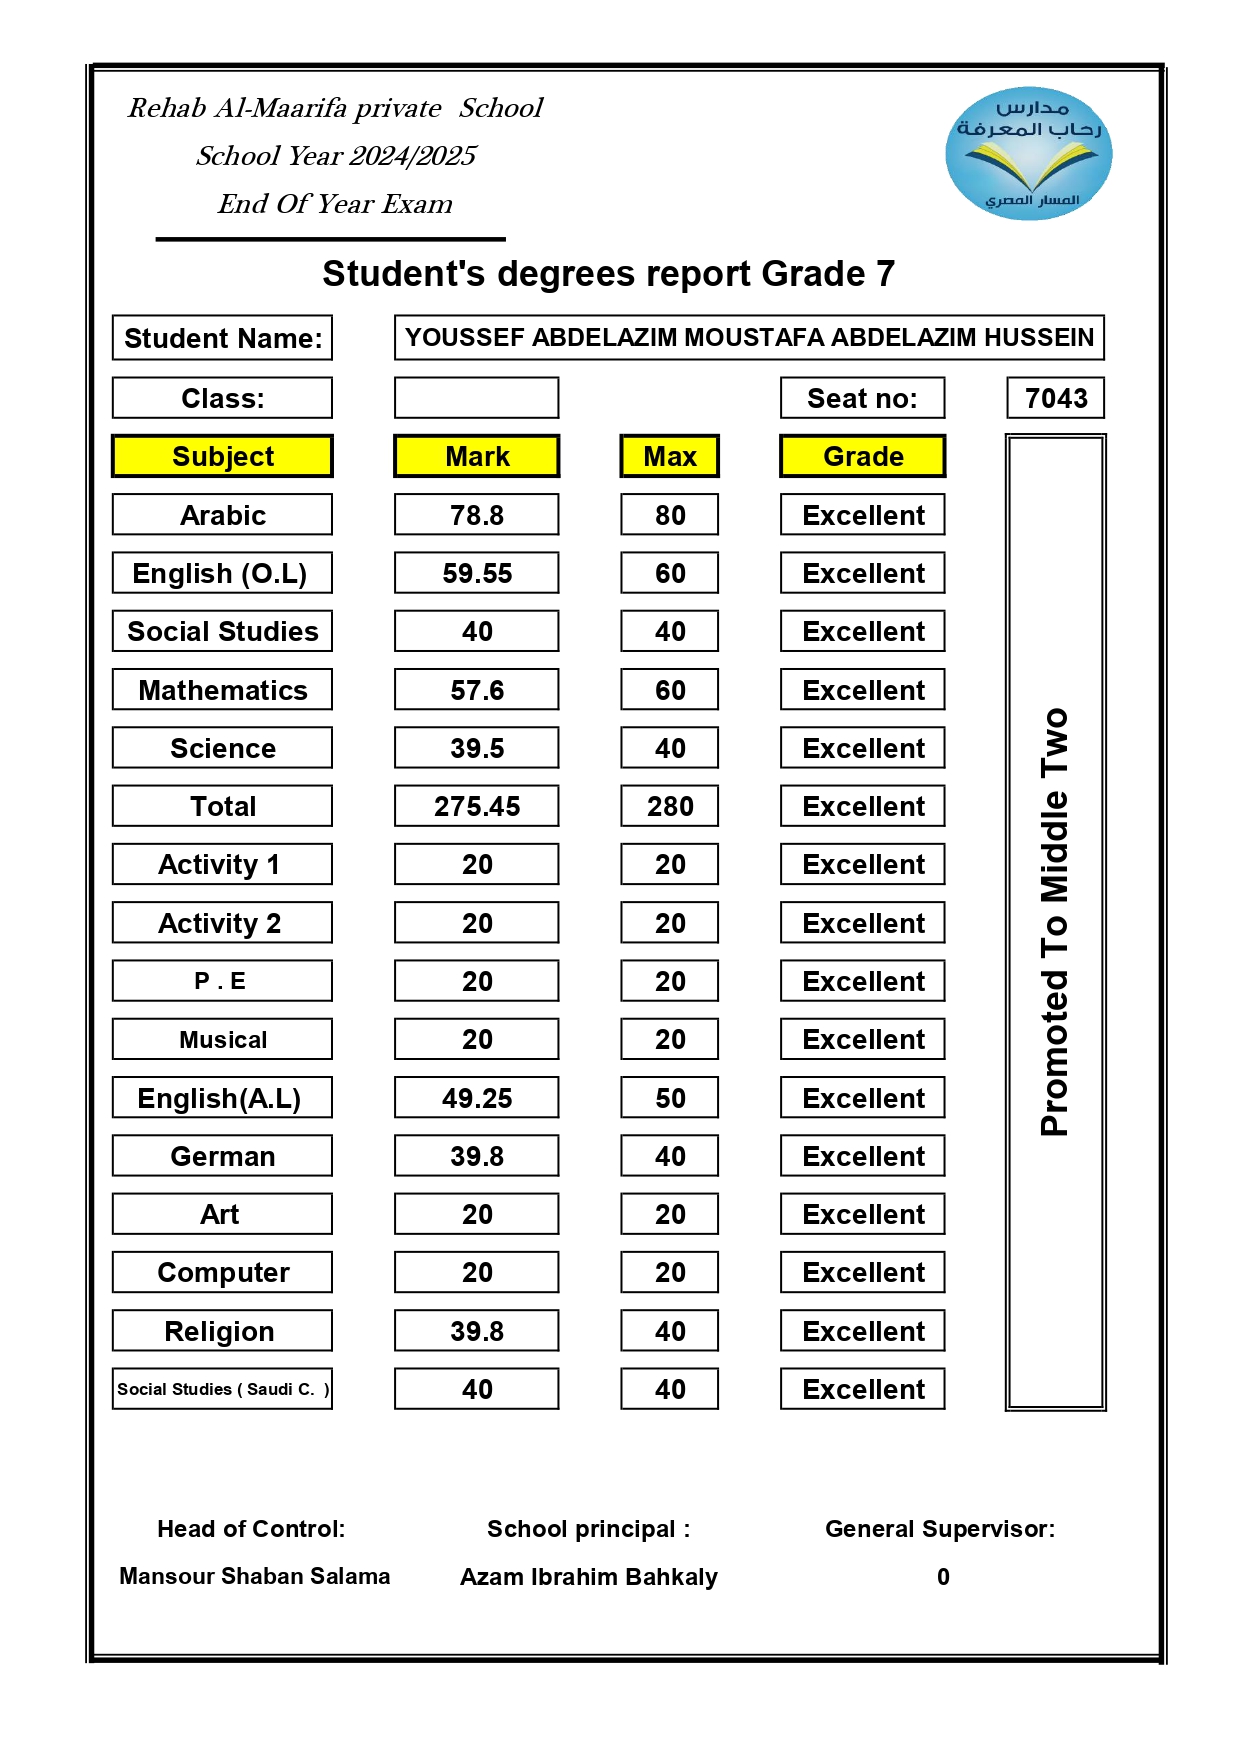 Rehab Al-Maarifa private School
School Year 2024/2025
End Of Year Exam
مدارس
رحاب المعرفة
المسار المصري
Student's degrees report Grade 7
Student Name: YOUSSEF ABDELAZIM MOUSTAFA ABDELAZIM HUSSEIN
Class: Seat no: 7043
Subject Mark Max Grade
Arabic 78.8 80 Excellent
English (O.L) 59.55 60 Excellent
Social Studies 40 40 Excellent
Mathematics 57.6 60 Excellent
Science 39.5 40 Excellent
Total 275.45 280 Excellent
Activity 1 20 20 Excellent
Activity 2 20 20 Excellent
P . E 20 20 Excellent
Musical 20 20 Excellent
English(A.L) 49.25 50 Excellent
German 39.8 40 Excellent
Art 20 20 Excellent
Computer 20 20 Excellent
Religion 39.8 40 Excellent
Social Studies ( Saudi C. ) 40 40 Excellent
Promoted To Middle Two
Head of Control: School principal : General Supervisor:
Mansour Shaban Salama Azam Ibrahim Bahkaly 0